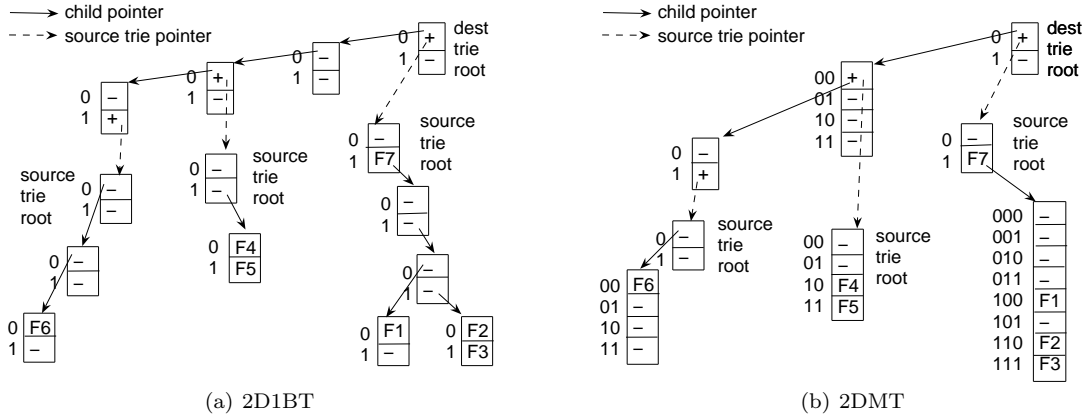 child pointer
source trie pointer
0 +
1 –
dest
trie
root
0 –
1 –
0 +
1 –
0 –
1 +
source
trie
root
0 –
1 F7
source
trie
root
0 –
1 –
source
trie
root
0 –
1 –
0 –
1 –
0 F4
1 F5
0 –
1 –
0 –
1 –
0 F6
1 –
0 F1
1 –
0 F2
1 F3
(a) 2D1BT
child pointer
source trie pointer
0 +
1 –
dest
trie
root
00 +
01 –
10 –
11 –
0 –
1 +
source
trie
root
0 –
1 F7
source
trie
root
0 –
1 –
source
trie
root
00 –
01 –
10 F4
11 F5
00 F6
01 –
10 –
11 –
000 –
001 –
010 –
011 –
100 F1
101 –
110 F2
111 F3
(b) 2DMT